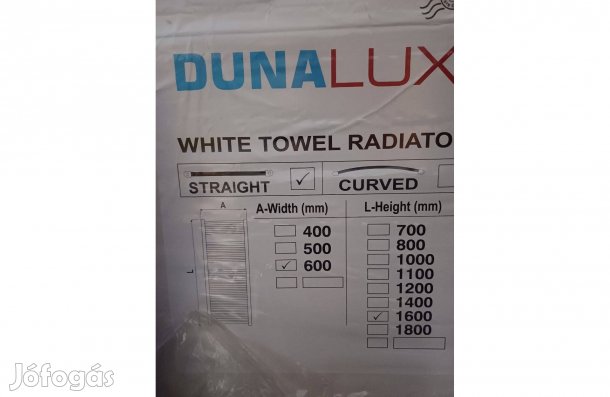 DUNALUX
WHITE TOWEL RADIATO
STRAIGHT ✓ CURVED
A
A-Width (mm)
400
500
✓ 600
L
L-Height (mm)
700
800
1000
1100
1200
1400
✓ 1600
1800
Jófogás